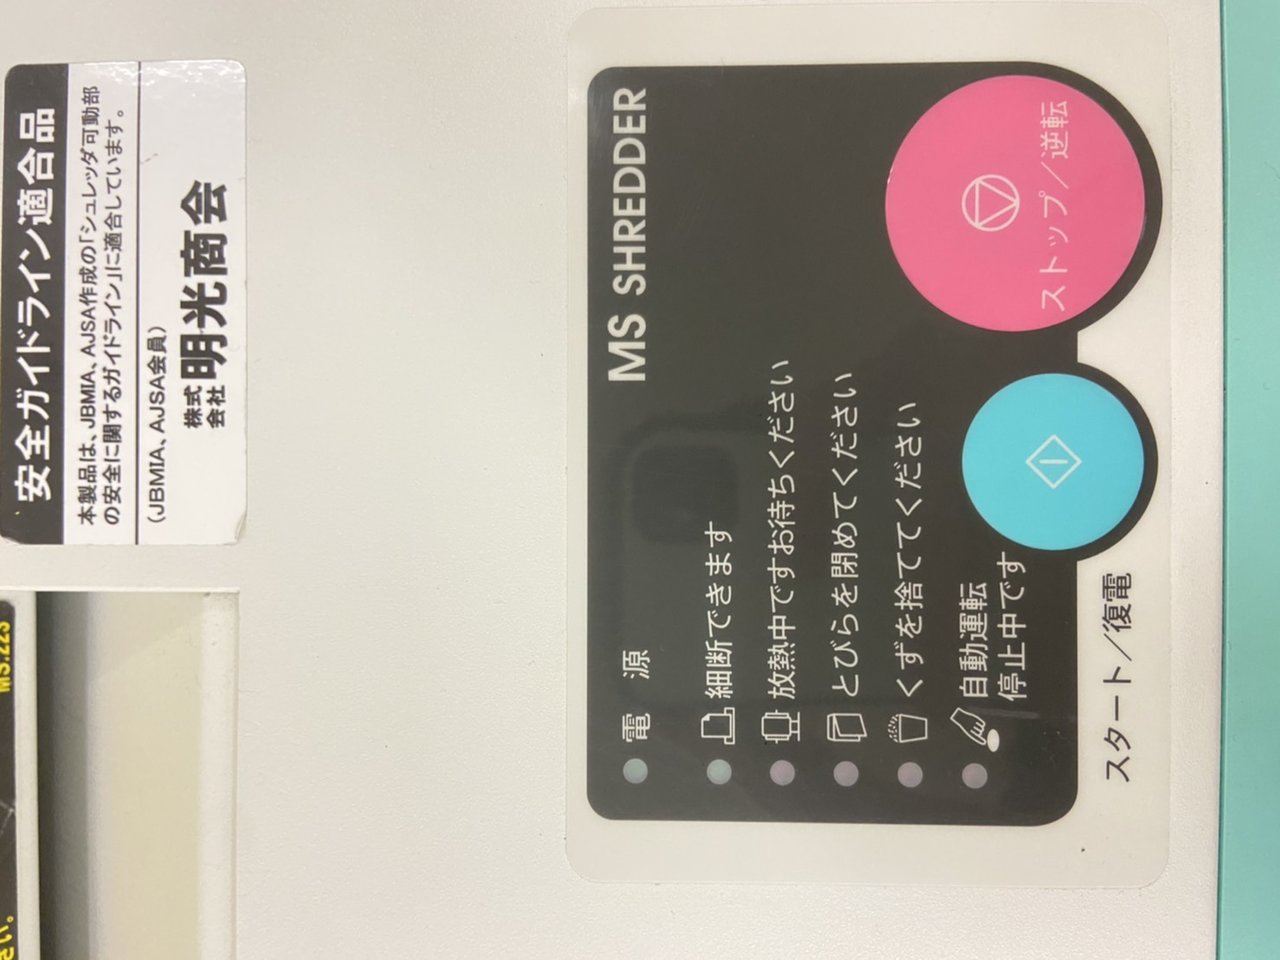 安全ガイドライン適合品
本製品は、JBMIA、AJSA作成の「シュレッダ可動部
の安全に関するガイドライン」に適合しています。
(JBMIA、AJSA会員)
株式会社 明光商会
MS SHREDDER
電 源
細断できます
放熱中ですお待ちください
とびらを閉めてください
くずを捨ててください
自動運転
停止中です
スタート／復電
ストップ／逆転
さい。